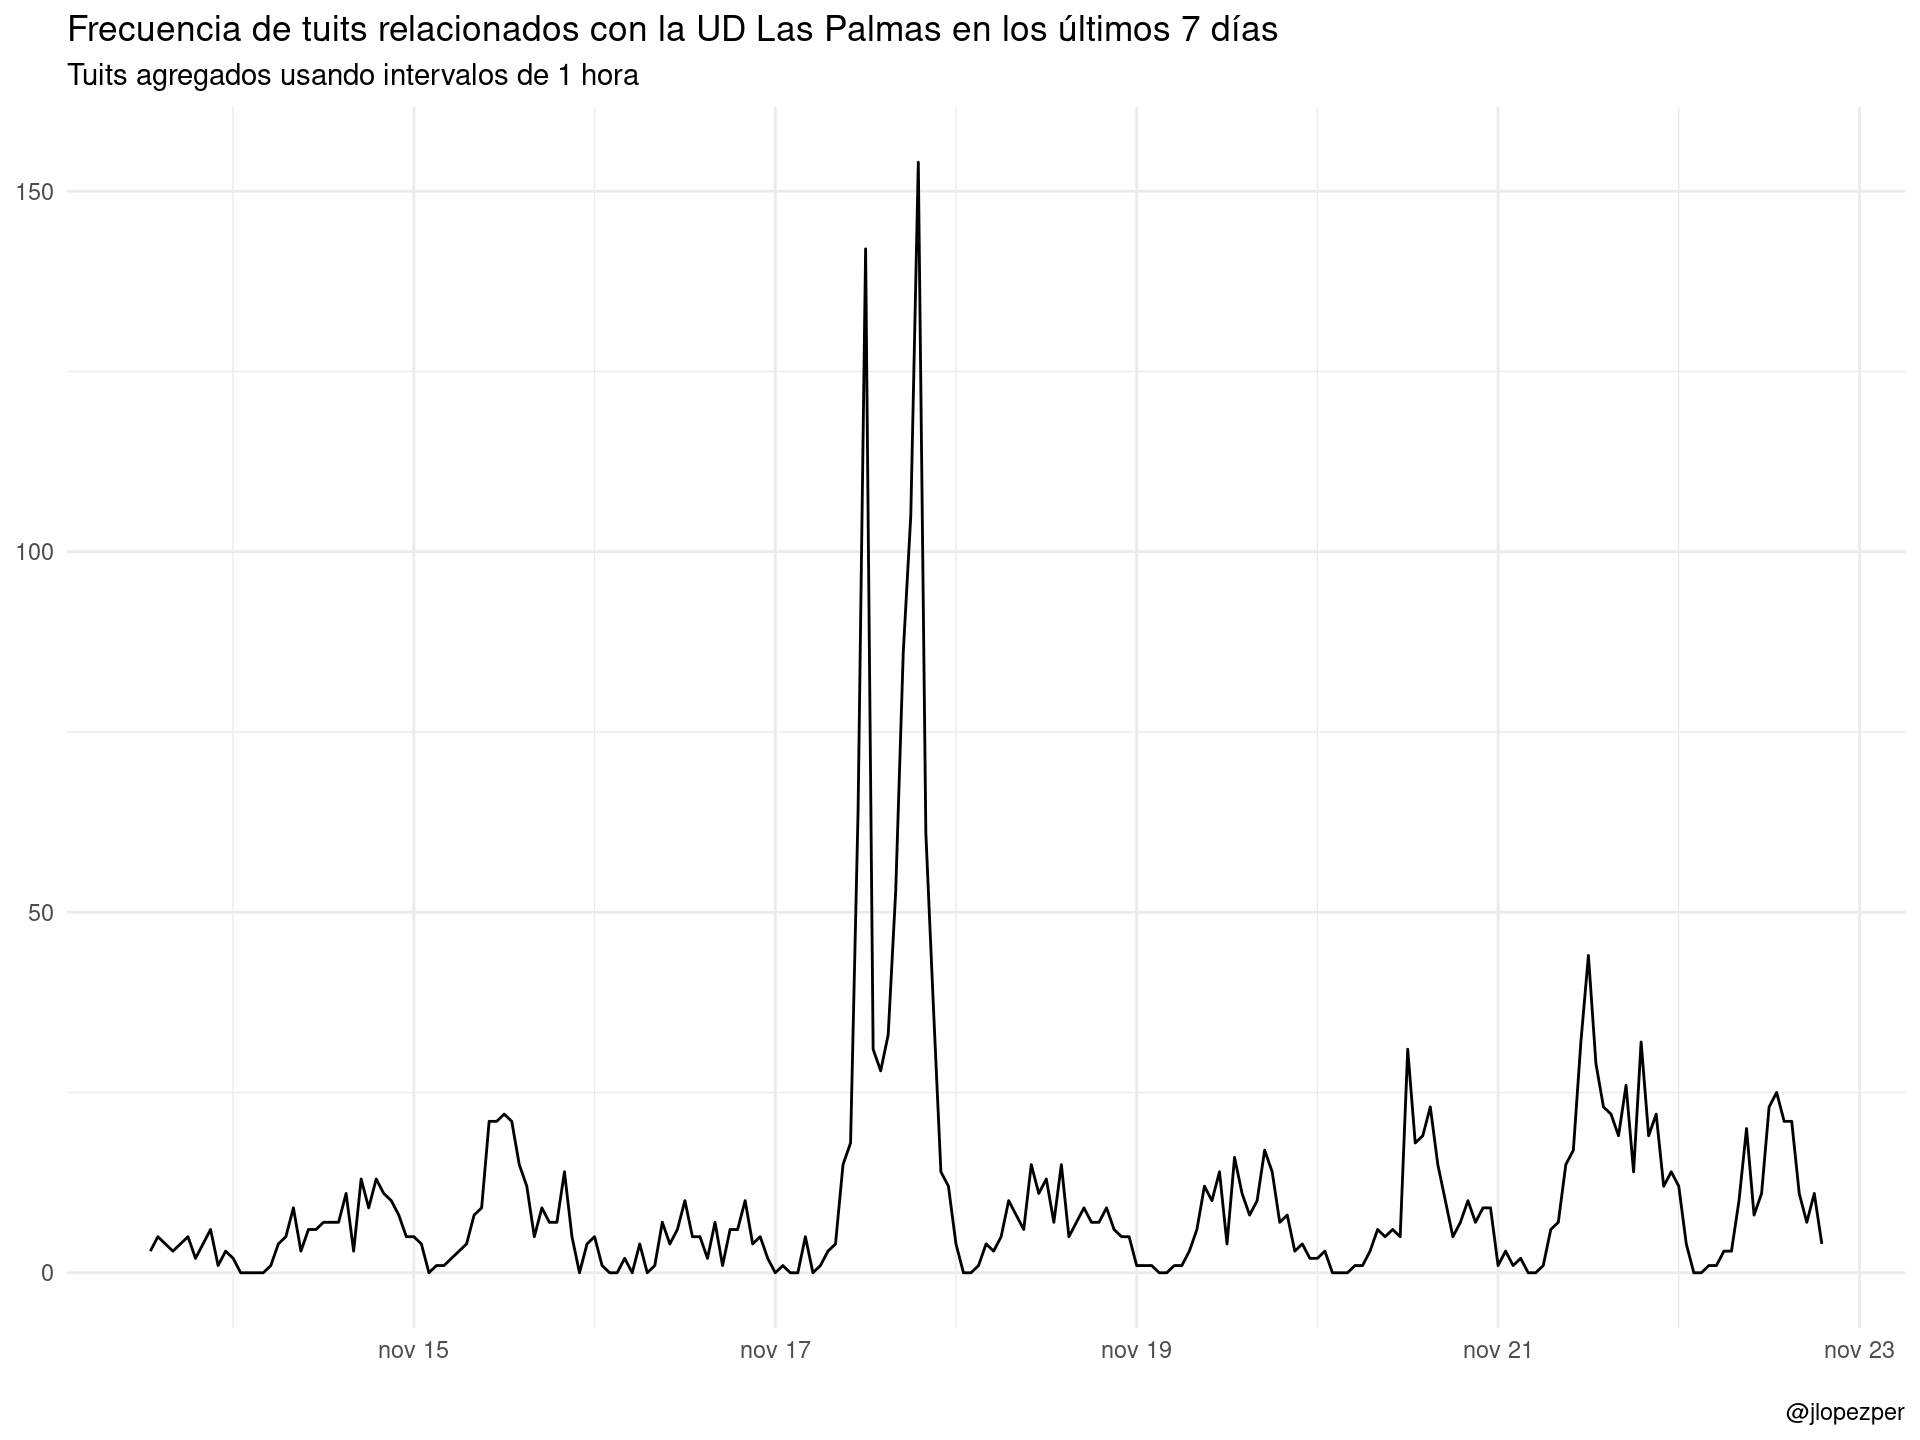 Frecuencia de tuits relacionados con la UD Las Palmas en los últimos 7 días
Tuits agregados usando intervalos de 1 hora
150
100
50
0
nov 15 nov 17 nov 19 nov 21 nov 23
@jlopezper